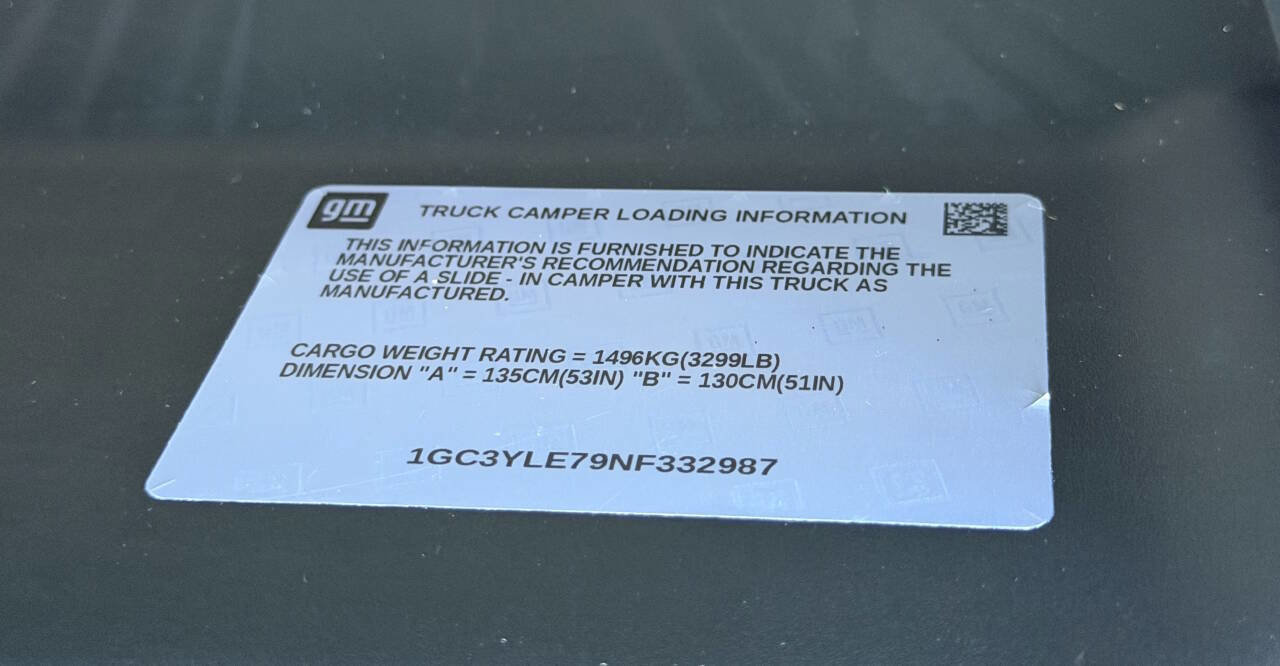 gm
TRUCK CAMPER LOADING INFORMATION
THIS INFORMATION IS FURNISHED TO INDICATE THE
MANUFACTURER'S RECOMMENDATION REGARDING THE
USE OF A SLIDE - IN CAMPER WITH THIS TRUCK AS
MANUFACTURED.
CARGO WEIGHT RATING = 1496KG(3299LB)
DIMENSION "A" = 135CM(53IN) "B" = 130CM(51IN)
1GC3YLE79NF332987